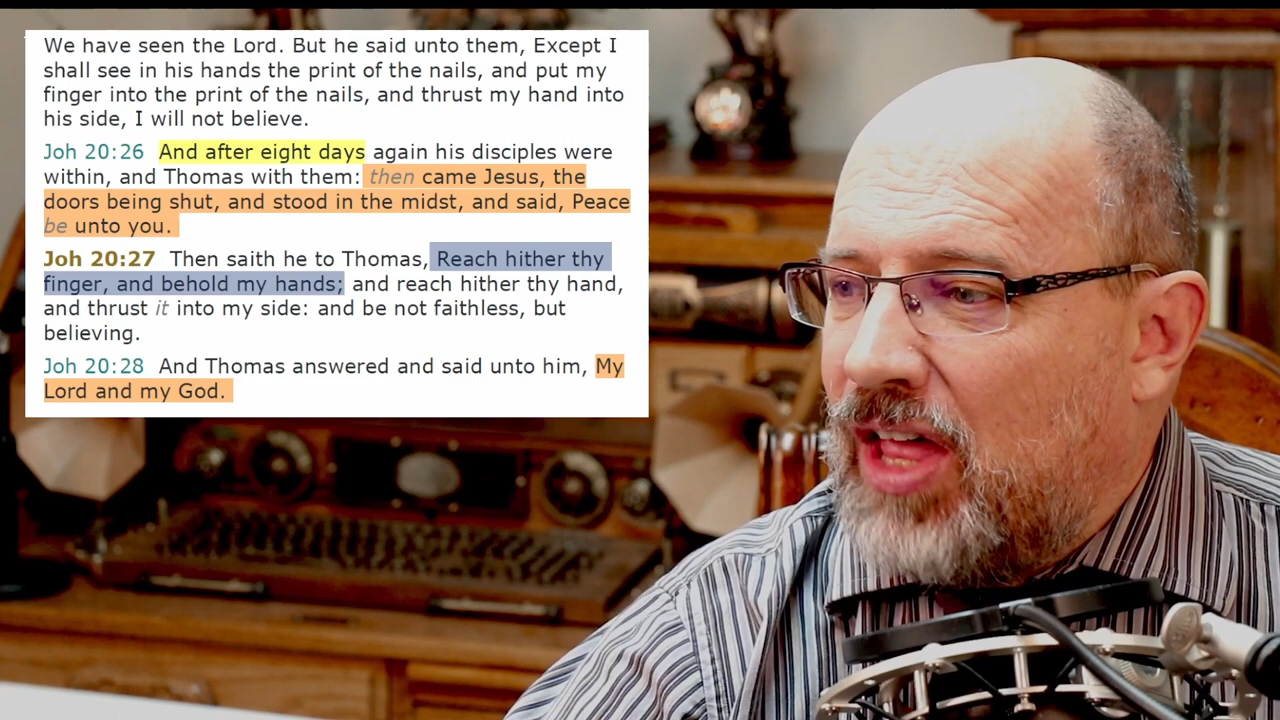 We have seen the Lord. But he said unto them, Except I
shall see in his hands the print of the nails, and put my
finger into the print of the nails, and thrust my hand into
his side, I will not believe.
Joh 20:26 And after eight days again his disciples were
within, and Thomas with them: then came Jesus, the
doors being shut, and stood in the midst, and said, Peace
be unto you.
Joh 20:27 Then saith he to Thomas, Reach hither thy
finger, and behold my hands; and reach hither thy hand,
and thrust it into my side: and be not faithless, but
believing.
Joh 20:28 And Thomas answered and said unto him, My
Lord and my God.